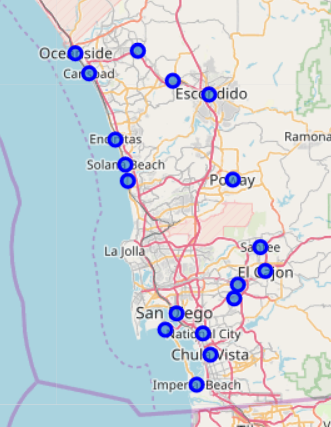 Oceanside
Carlsbad
Escondido
Encinitas
Ramona
Solana Beach
Poway
Santee
La Jolla
El Cajon
San Diego
National City
Chula Vista
Imperial Beach